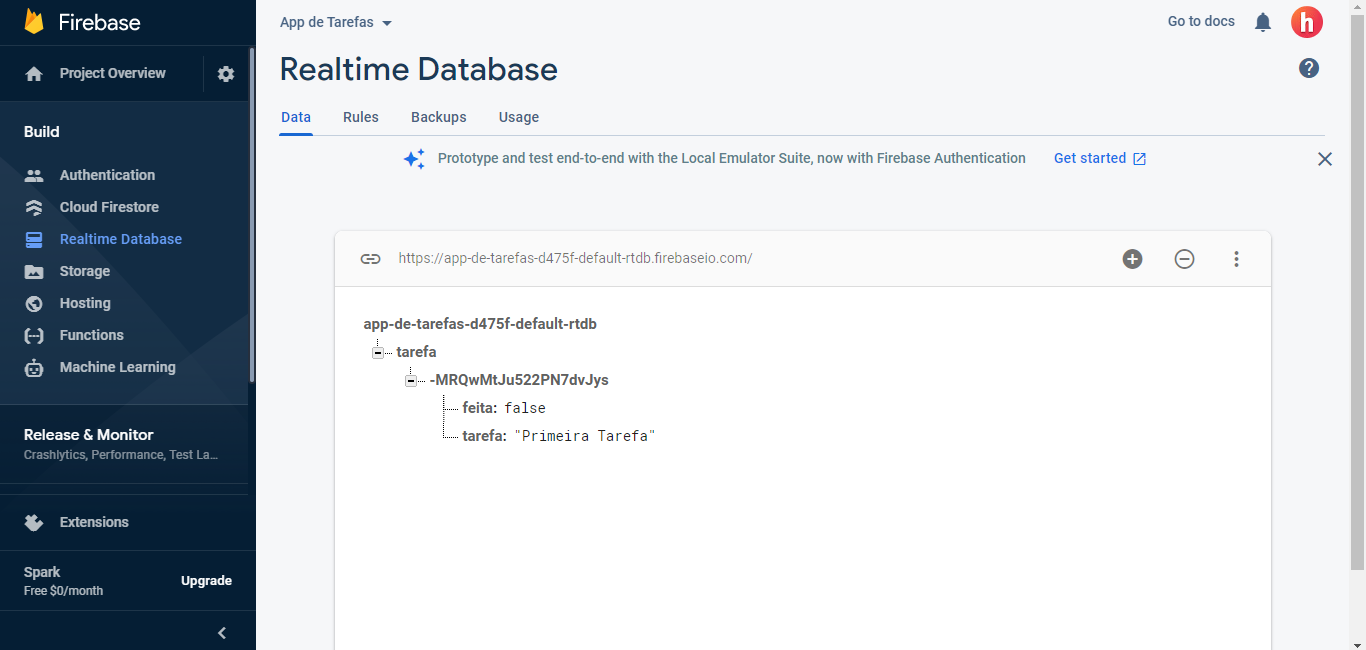 Firebase
Project Overview
Build
Authentication
Cloud Firestore
Realtime Database
Storage
Hosting
Functions
Machine Learning
Release & Monitor
Crashlytics, Performance, Test La...
Extensions
Spark
Free $0/month
Upgrade
App de Tarefas
Go to docs
h
Realtime Database
?
Data Rules Backups Usage
Prototype and test end-to-end with the Local Emulator Suite, now with Firebase Authentication Get started
https://app-de-tarefas-d475f-default-rtdb.firebaseio.com/
app-de-tarefas-d475f-default-rtdb
tarefa
-MRQwMtJu522PN7dvJys
feita: false
tarefa: "Primeira Tarefa"